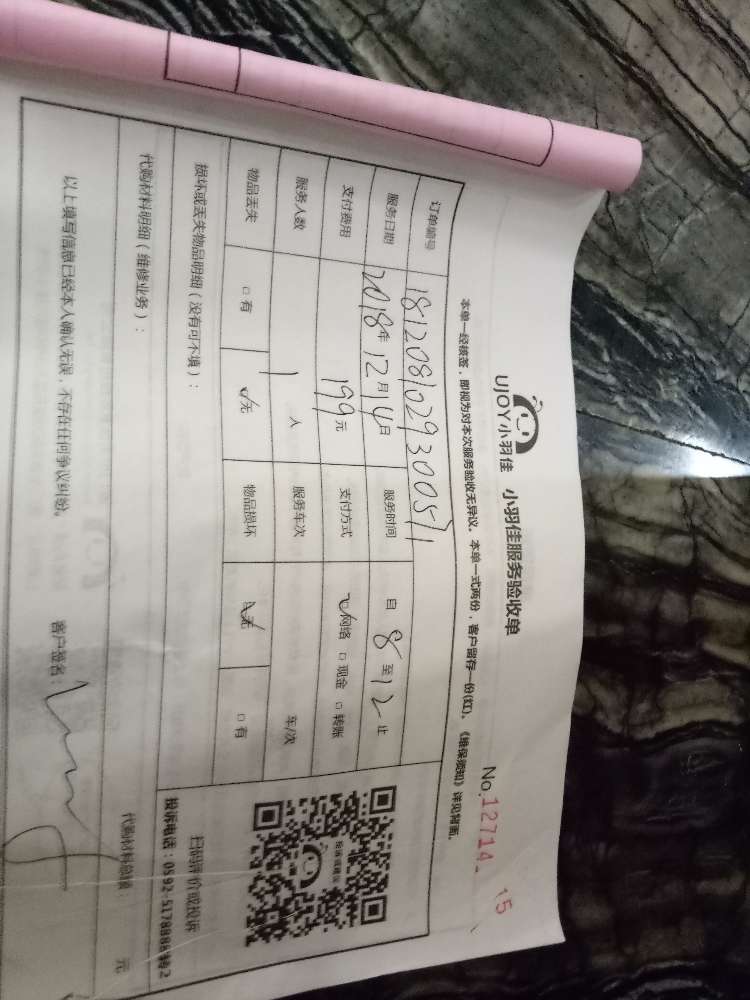 UJOY小羽佳 小羽佳服务验收单
No.12714 15
本单一经核签，即视为对本次服务验收无异议。本单一式两份，客户留存一份(红)。《维保须知》详见背面。
订单编号 1812081029300571
服务日期 2018年12月14日 服务时间 自 8 至 12 止
支付费用 199元 支付方式 ☑网络 □现金 □转账
服务人数 1 人 服务车次 车/次
物品丢失 □有 ☑无 物品损坏 ☑无 □有
损坏或丢失物品明细（没有可不填）：
扫码评价或投诉
投诉电话：0592-5178888转2
代购材料明细（维修业务）：
代购材料总额： 元
以上填写信息已经本人确认无误，不存在任何争议纠纷。
客户签名：